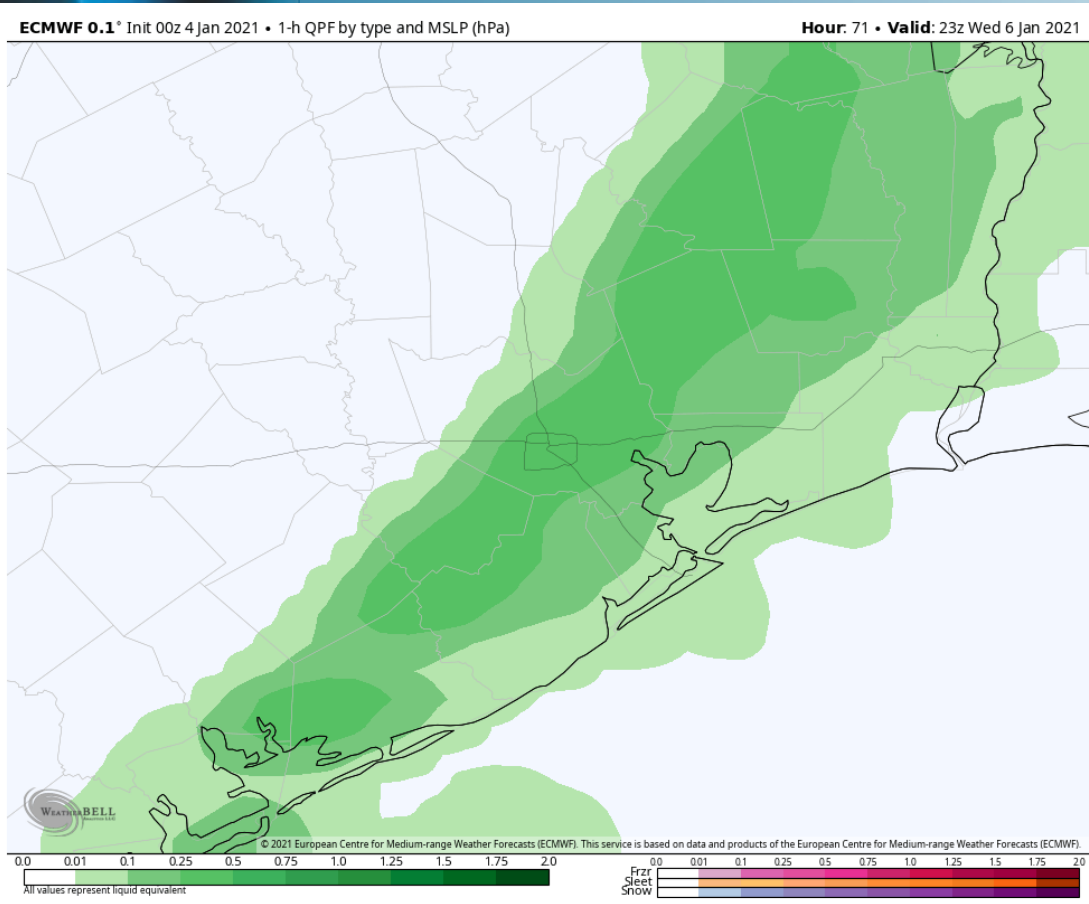 ECMWF 0.1° Init 00z 4 Jan 2021 • 1-h QPF by type and MSLP (hPa) Hour: 71 • Valid: 23z Wed 6 Jan 2021
WEATHERBELL
© 2021 European Centre for Medium-range Weather Forecasts (ECMWF). This service is based on data and products of the European Centre for Medium-range Weather Forecasts (ECMWF).
0.0 0.01 0.1 0.25 0.5 0.75 1.0 1.25 1.5 1.75 2.0
All values represent liquid equivalent
0.0 0.01 0.1 0.25 0.5 0.75 1.0 1.25 1.5 1.75 2.0
Frzr
Sleet
Snow